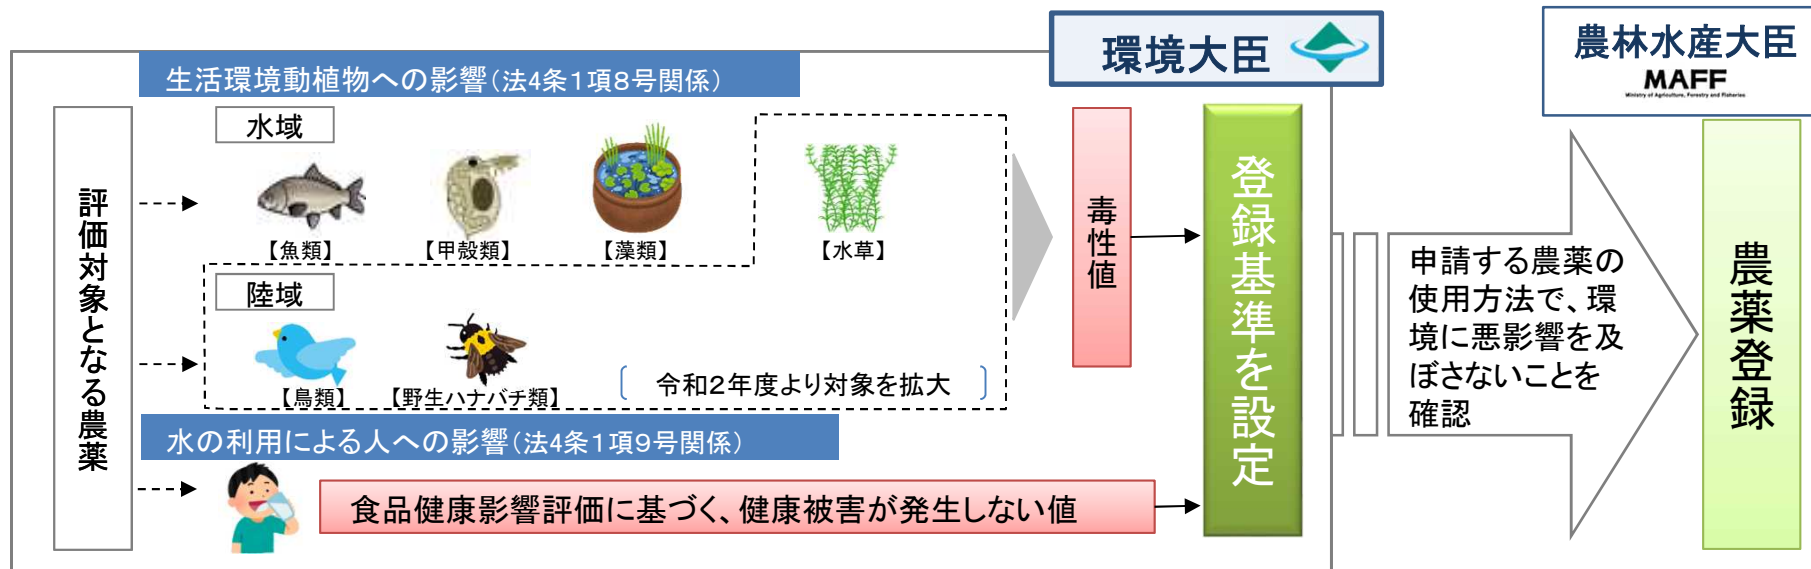 環境大臣
農林水産大臣
MAFF
Ministry of Agriculture, Forestry and Fisheries
生活環境動植物への影響(法4条1項8号関係)
評価対象となる農薬
水域
【魚類】
【甲殻類】
【藻類】
【水草】
陸域
【鳥類】
【野生ハナバチ類】
令和2年度より対象を拡大
毒性値
水の利用による人への影響(法4条1項9号関係)
食品健康影響評価に基づく、健康被害が発生しない値
登録基準を設定
申請する農薬の
使用方法で、環
境に悪影響を及
ぼさないことを
確認
農薬登録